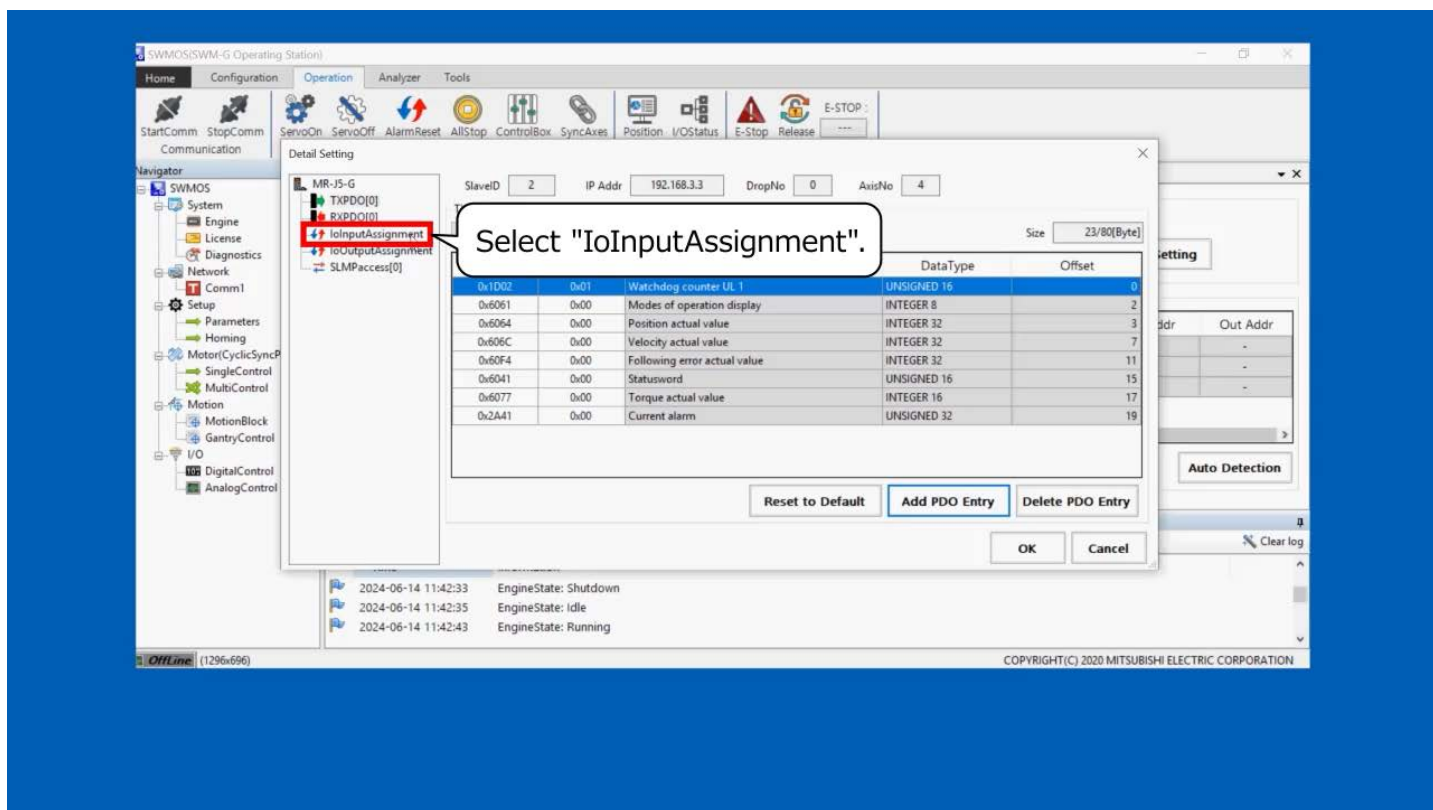 SWMOS(SWM-G Operating Station)
Home Configuration Operation Analyzer Tools
StartComm StopComm ServoOn ServoOff AlarmReset AllStop ControlBox SyncAxes Position I/OStatus E-Stop Release E-STOP : ---
Communication
Navigator
SWMOS
System
Engine
License
Diagnostics
Network
Comm1
Setup
Parameters
Homing
Motor(CyclicSyncP
SingleControl
MultiControl
Motion
MotionBlock
GantryControl
I/O
DigitalControl
AnalogControl
Detail Setting
MR-J5-G
TXPDO[0]
RXPDO[0]
IoInputAssignment
IoOutputAssignment
SLMPaccess[0]
SlaveID 2 IP Addr 192.168.3.3 DropNo 0 AxisNo 4
Select "IoInputAssignment".
Size 23/80[Byte]
DataType Offset
0x1D02 0x01 Watchdog counter UL 1 UNSIGNED 16 0
0x6061 0x00 Modes of operation display INTEGER 8 2
0x6064 0x00 Position actual value INTEGER 32 3
0x606C 0x00 Velocity actual value INTEGER 32 7
0x60F4 0x00 Following error actual value INTEGER 32 11
0x6041 0x00 Statusword UNSIGNED 16 15
0x6077 0x00 Torque actual value INTEGER 16 17
0x2A41 0x00 Current alarm UNSIGNED 32 19
Reset to Default Add PDO Entry Delete PDO Entry
OK Cancel
etting
ddr Out Addr
-
-
-
Auto Detection
Clear log
2024-06-14 11:42:33 EngineState: Shutdown
2024-06-14 11:42:35 EngineState: Idle
2024-06-14 11:42:43 EngineState: Running
OffLine (1296x696)
COPYRIGHT(C) 2020 MITSUBISHI ELECTRIC CORPORATION